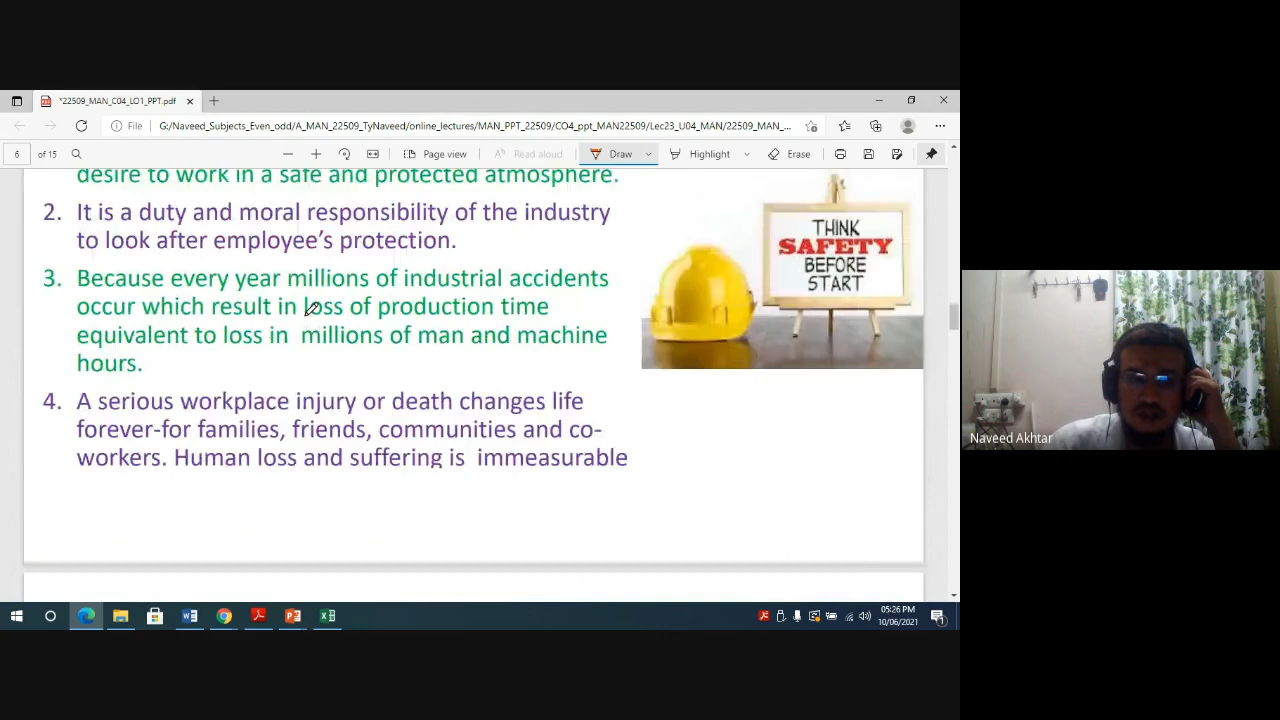 *22509_MAN_C04_LO1_PPT.pdf
File
G:/Naveed_Subjects_Even_odd/A_MAN_22509_TyNaveed/online_lectures/MAN_PPT_22509/CO4_ppt_MAN22509/Lec23_U04_MAN/22509_MAN_...
6 of 15
Page view
Read aloud
Draw
Highlight
Erase
desire to work in a safe and protected atmosphere.
2. It is a duty and moral responsibility of the industry
to look after employee's protection.
3. Because every year millions of industrial accidents
occur which result in loss of production time
equivalent to loss in millions of man and machine
hours.
4. A serious workplace injury or death changes life
forever-for families, friends, communities and co-
workers. Human loss and suffering is immeasurable
THINK
SAFETY
BEFORE
START
Naveed Akhtar
05:26 PM
10/06/2021
1